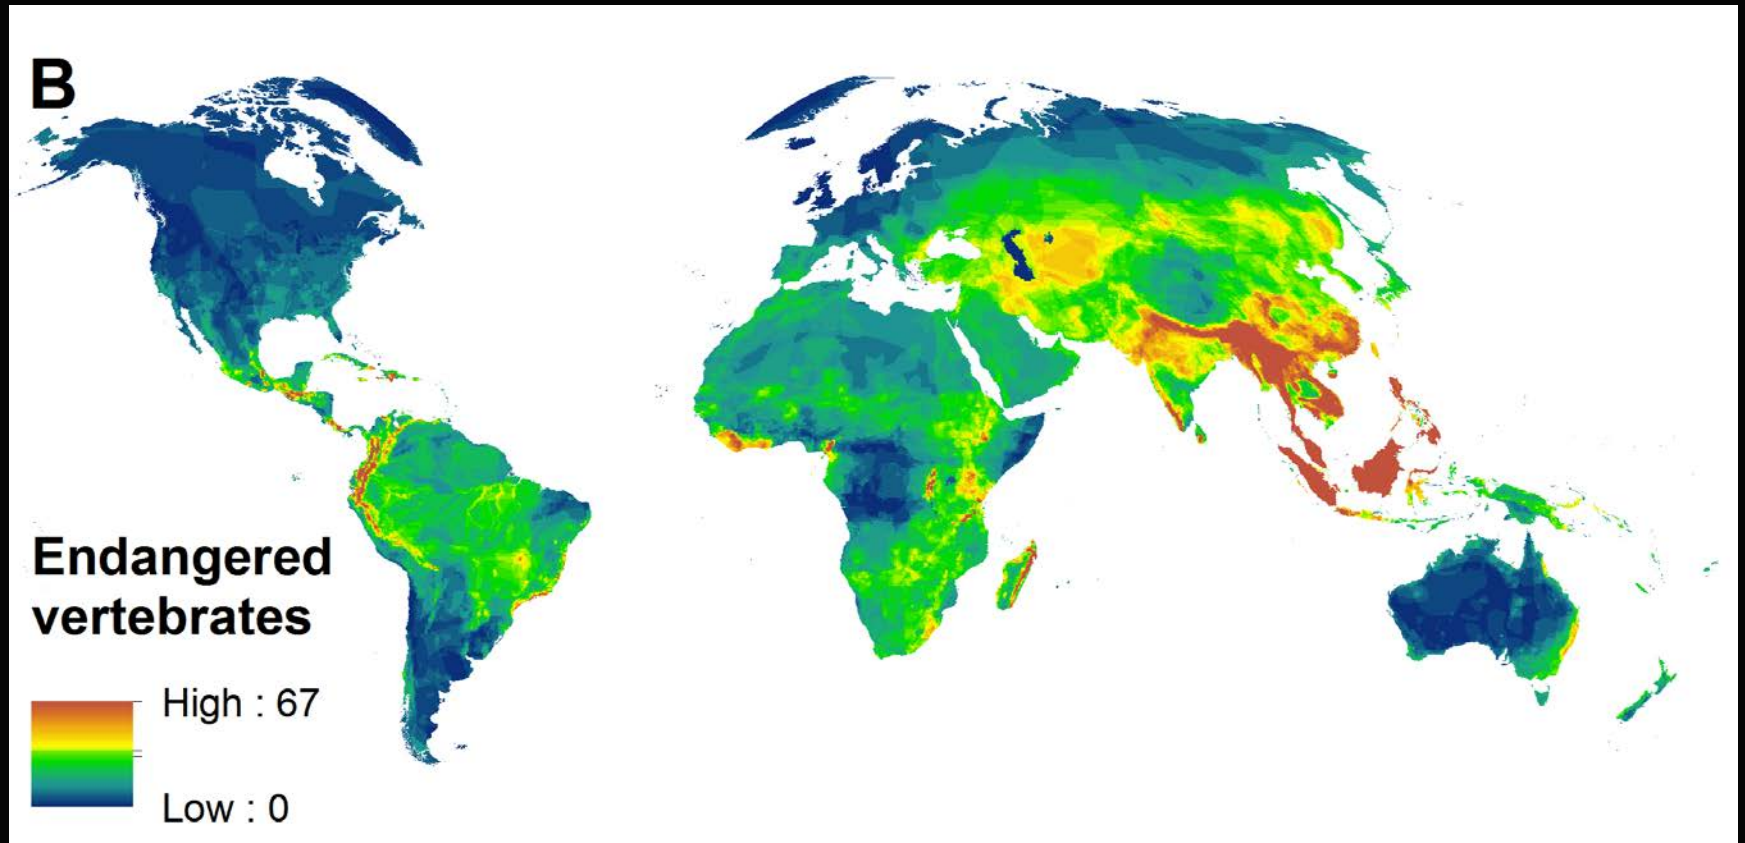 B
Endangered
vertebrates
High : 67
Low : 0